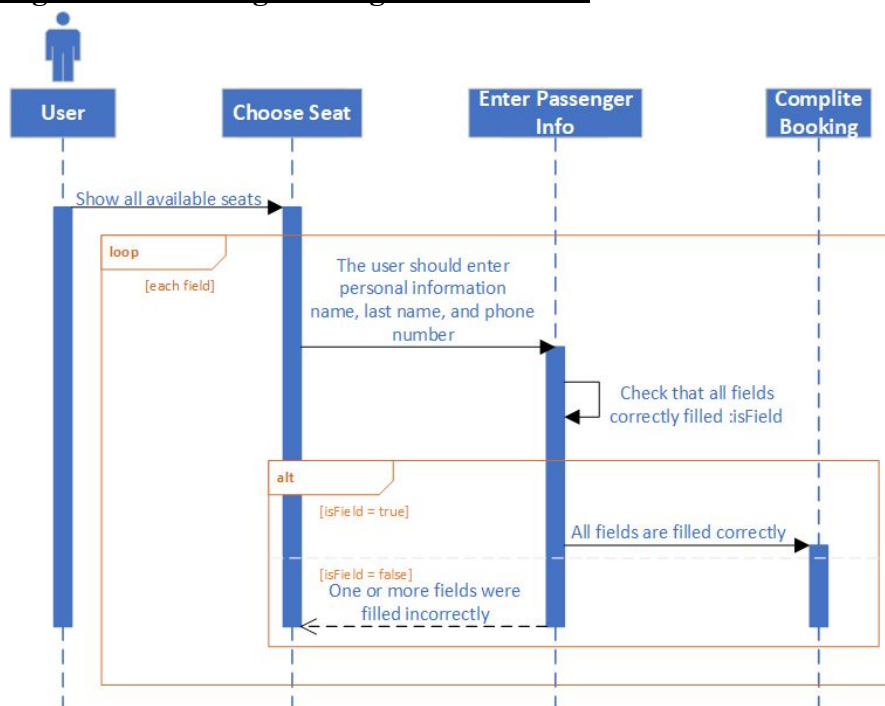 User
Choose Seat
Enter Passenger
Info
Complite
Booking
Show all available seats
loop
[each field]
The user should enter
personal information
name, last name, and phone
number
Check that all fields
correctly filled :isField
alt
[isField = true]
All fields are filled correctly
[isField = false]
One or more fields were
filled incorrectly